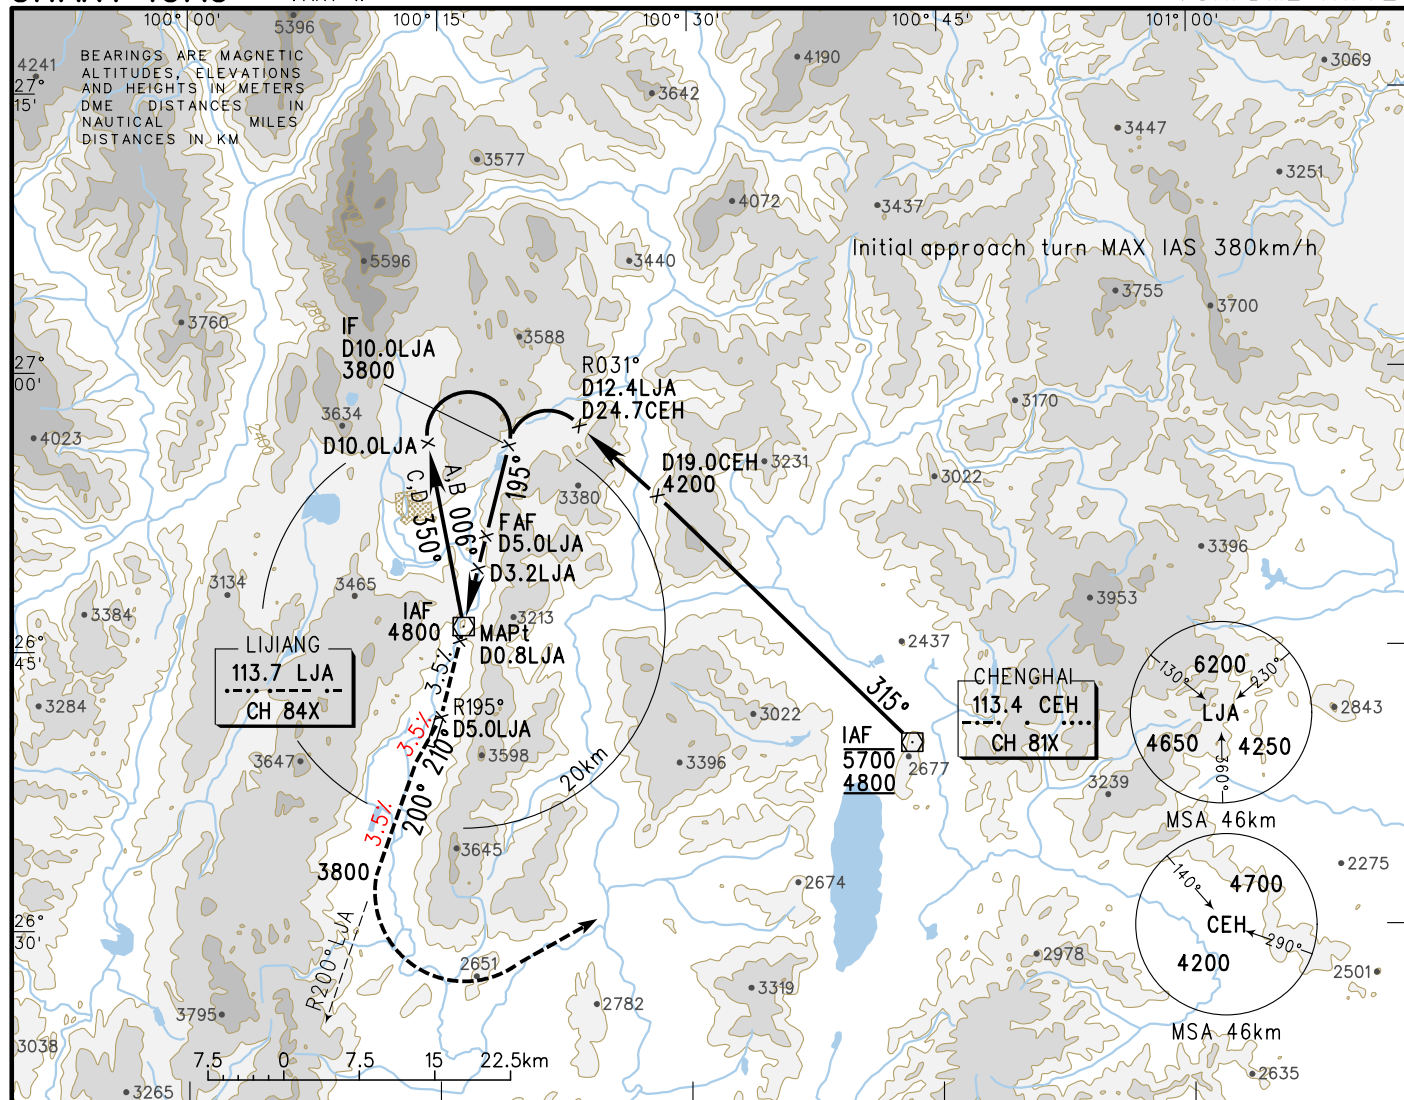 100° 00'
100° 15'
100° 30'
100° 45'
101° 00'
5396
BEARINGS ARE MAGNETIC
ALTITUDES, ELEVATIONS
AND HEIGHTS IN METERS
DME DISTANCES IN
NAUTICAL MILES
DISTANCES IN KM
4241
27°
15'
4190
3069
3642
3447
3577
3251
4072
3437
Initial approach turn MAX IAS 380km/h
3400
5596
3440
2800
3755
3700
3760
IF
D10.0LJA
3800
3588
27°
00'
R031°
D12.4LJA
D24.7CEH
3634
3170
4023
2400
D10.0LJA
D19.0CEH
4200
3231
3022
A,B 006°
C,D 350°
195°
3380
FAF
D5.0LJA
3396
D3.2LJA
3134
3465
3953
3384
IAF
4800
3213
MAPt
D0.8LJA
26°
45'
2437
LIJIANG
113.7 LJA
CH 84X
3.5%
315°
CHENGHAI
113.4 CEH
CH 81X
130°
6200
230°
LJA
4650
4250
360°
MSA 46km
3284
R195°
D5.0LJA
3.5%
210°
3022
2843
IAF
5700
4800
2677
3647
3598
3396
20km
3239
3.5%
200°
3645
3800
2674
2275
140°
4700
CEH
290°
4200
MSA 46km
26°
30'
R200°LJA
2651
2978
2501
3319
2782
3795
3038
7.5 0 7.5 15 22.5km
3265
2635